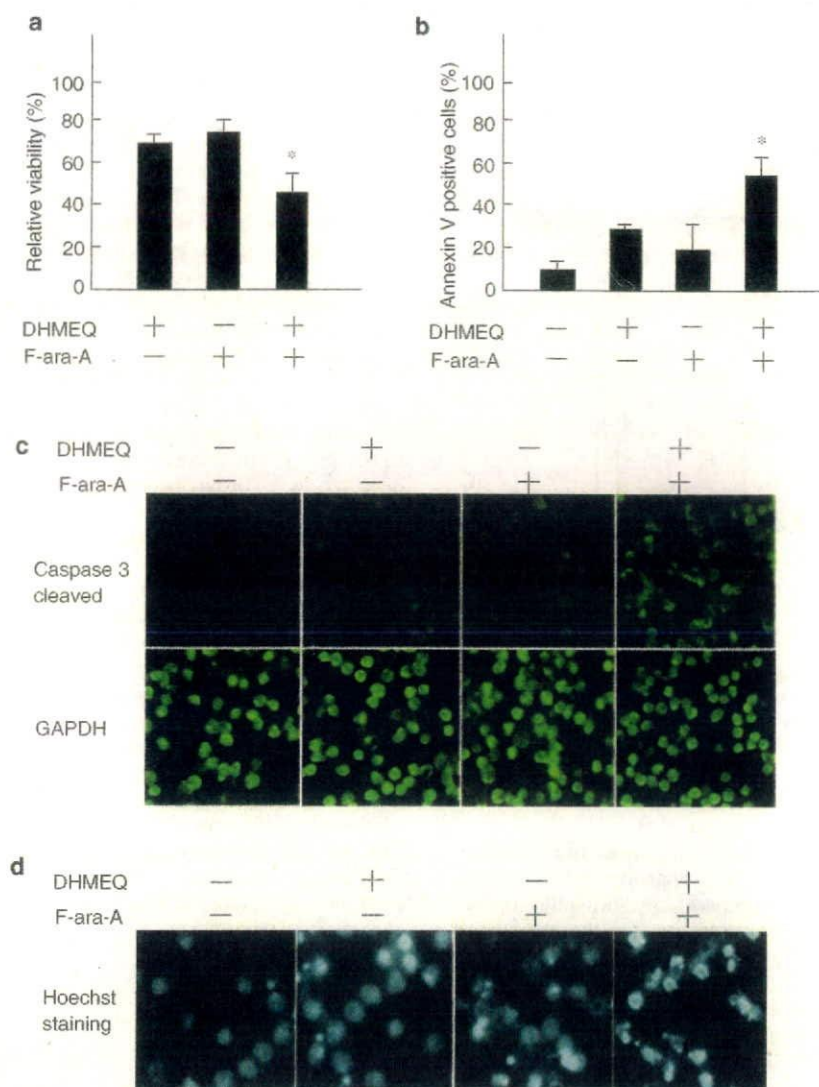 a
Relative viability (%)
100
80
60
40
20
0
*
DHMEQ + − +
F-ara-A − + +
b
Annexin V positive cells (%)
100
80
60
40
20
0
*
DHMEQ − + − +
F-ara-A − − + +
c
DHMEQ − + − +
F-ara-A − − + +
Caspase 3
cleaved
GAPDH
d
DHMEQ − + − +
F-ara-A − − + +
Hoechst
staining